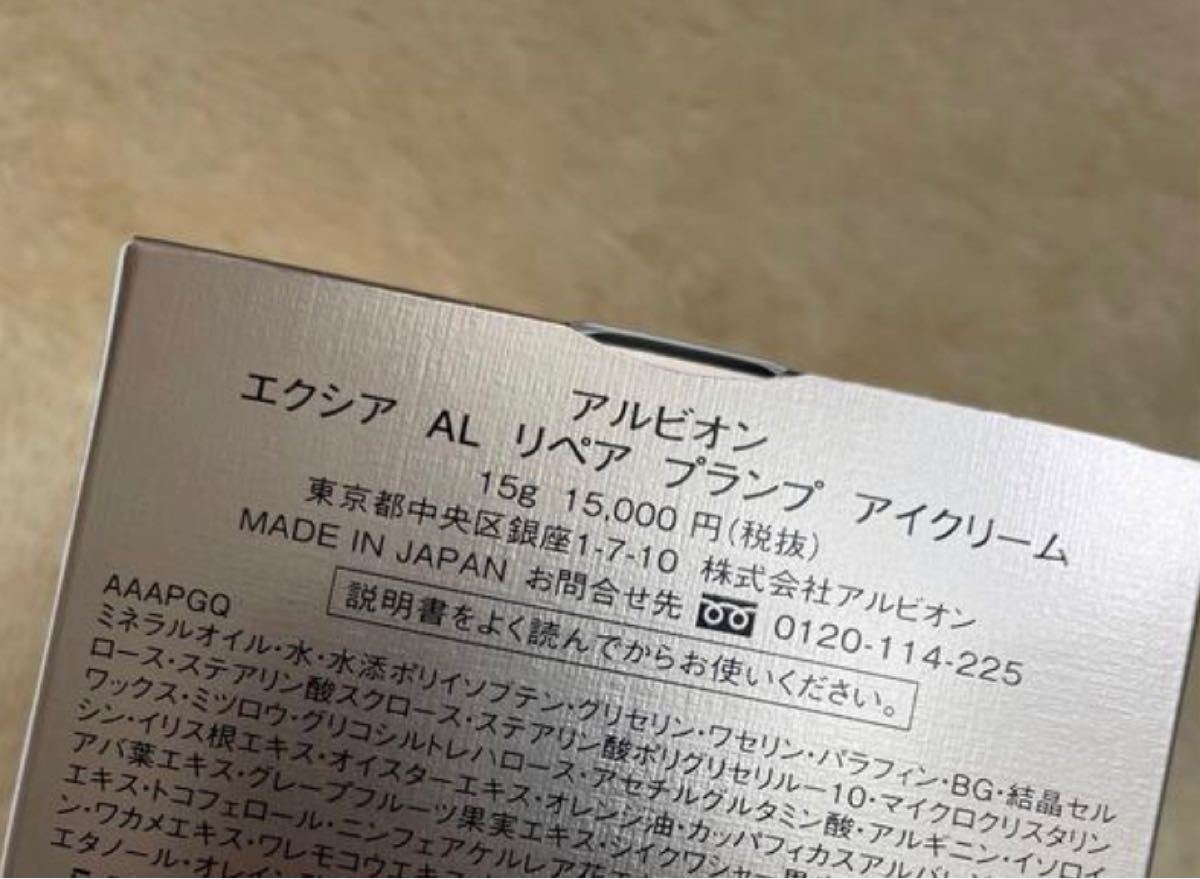 アルビオン
エクシア AL リペア プランプ アイクリーム
15g 15,000円(税抜)
東京都中央区銀座1-7-10 株式会社アルビオン
MADE IN JAPAN お問合せ先 0120-114-225
説明書をよく読んでからお使いください。
AAAPGQ
ミネラルオイル・水・水添ポリイソブテン・グリセリン・ワセリン・パラフィン・BG・結晶セル
ロース・ステアリン酸スクロース・ステアリン酸ポリグリセリル-10・マイクロクリスタリン
ワックス・ミツロウ・グリコシルトレハロース・アセチルグルタミン酸・アルギニン・イソロイ
シン・イリス根エキス・オイスターエキス・オレンジ油・カッパフィカスアルバレジ
アバ葉エキス・グレープフルーツ果実エキス・シイクワシャー果
エキス・トコフェロール・ニンフェアケルレア花エ
ン・ワカメエキス・ワレモコウエキス
エタノール・オレイン